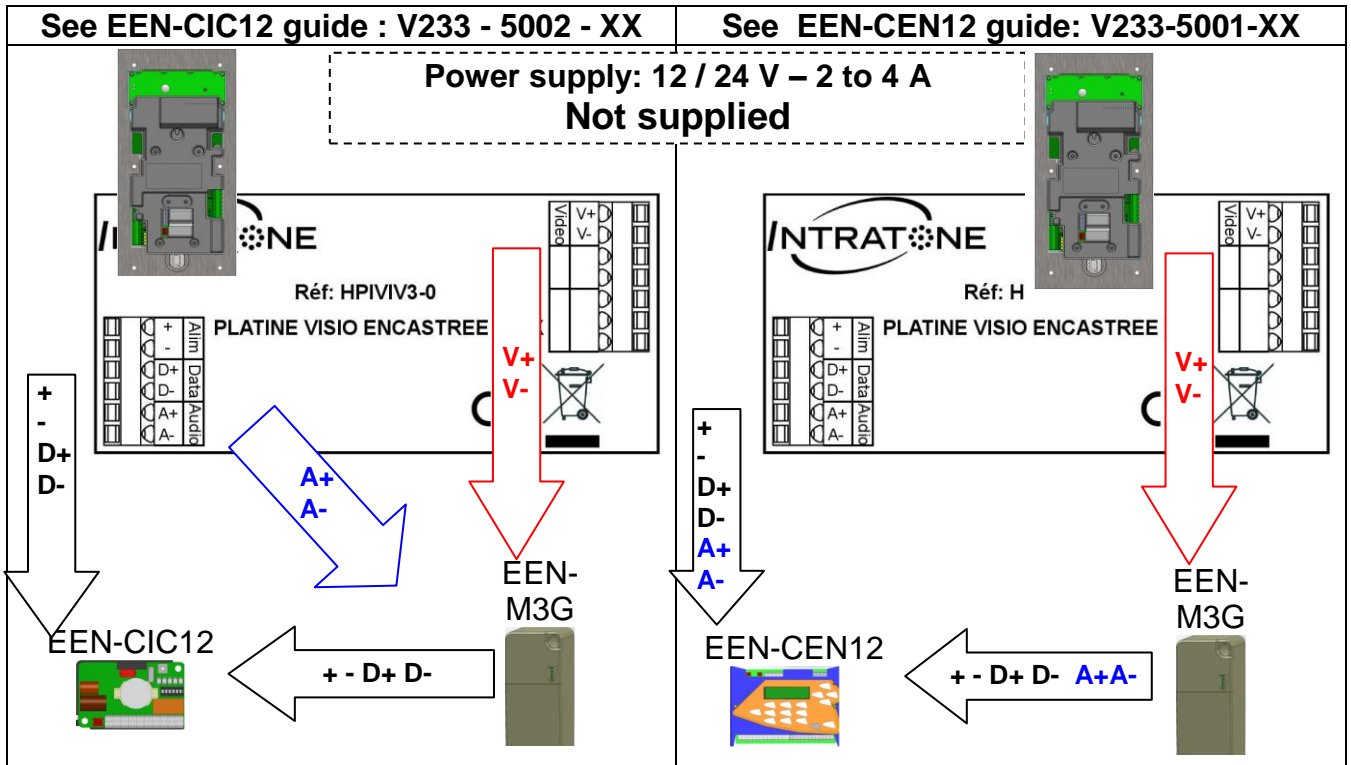 See EEN-CIC12 guide : V233 - 5002 - XX
See EEN-CEN12 guide: V233-5001-XX
Power supply: 12 / 24 V – 2 to 4 A
Not supplied
NE
Réf: HPIVIV3-0
PLATINE VISIO ENCASTREE
Video
V+
V-
+
-
D+
D-
A+
A-
Alim
Data
Audio
V+
V-
+
-
D+
D-
A+
A-
EEN-
M3G
EEN-CIC12
+ - D+ D-
INTRATONE
Réf: H
PLATINE VISIO ENCASTREE
Video
V+
V-
+
-
D+
D-
A+
A-
Alim
Data
Audio
V+
V-
+
-
D+
D-
A+
A-
EEN-
M3G
EEN-CEN12
+ - D+ D- A+A-